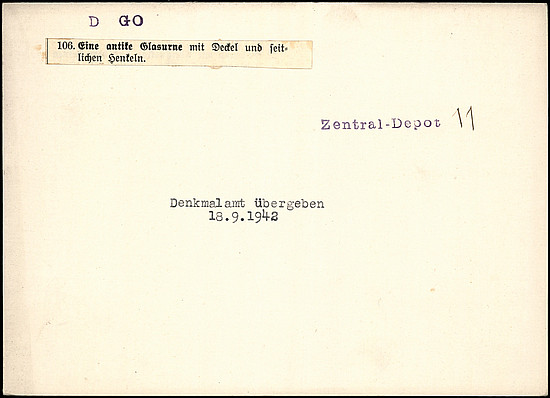 D GO
106. Eine antike Glasurne mit Deckel und seit-
lichen Henkeln.
Zentral-Depot 11
Denkmalamt übergeben
18.9.1942